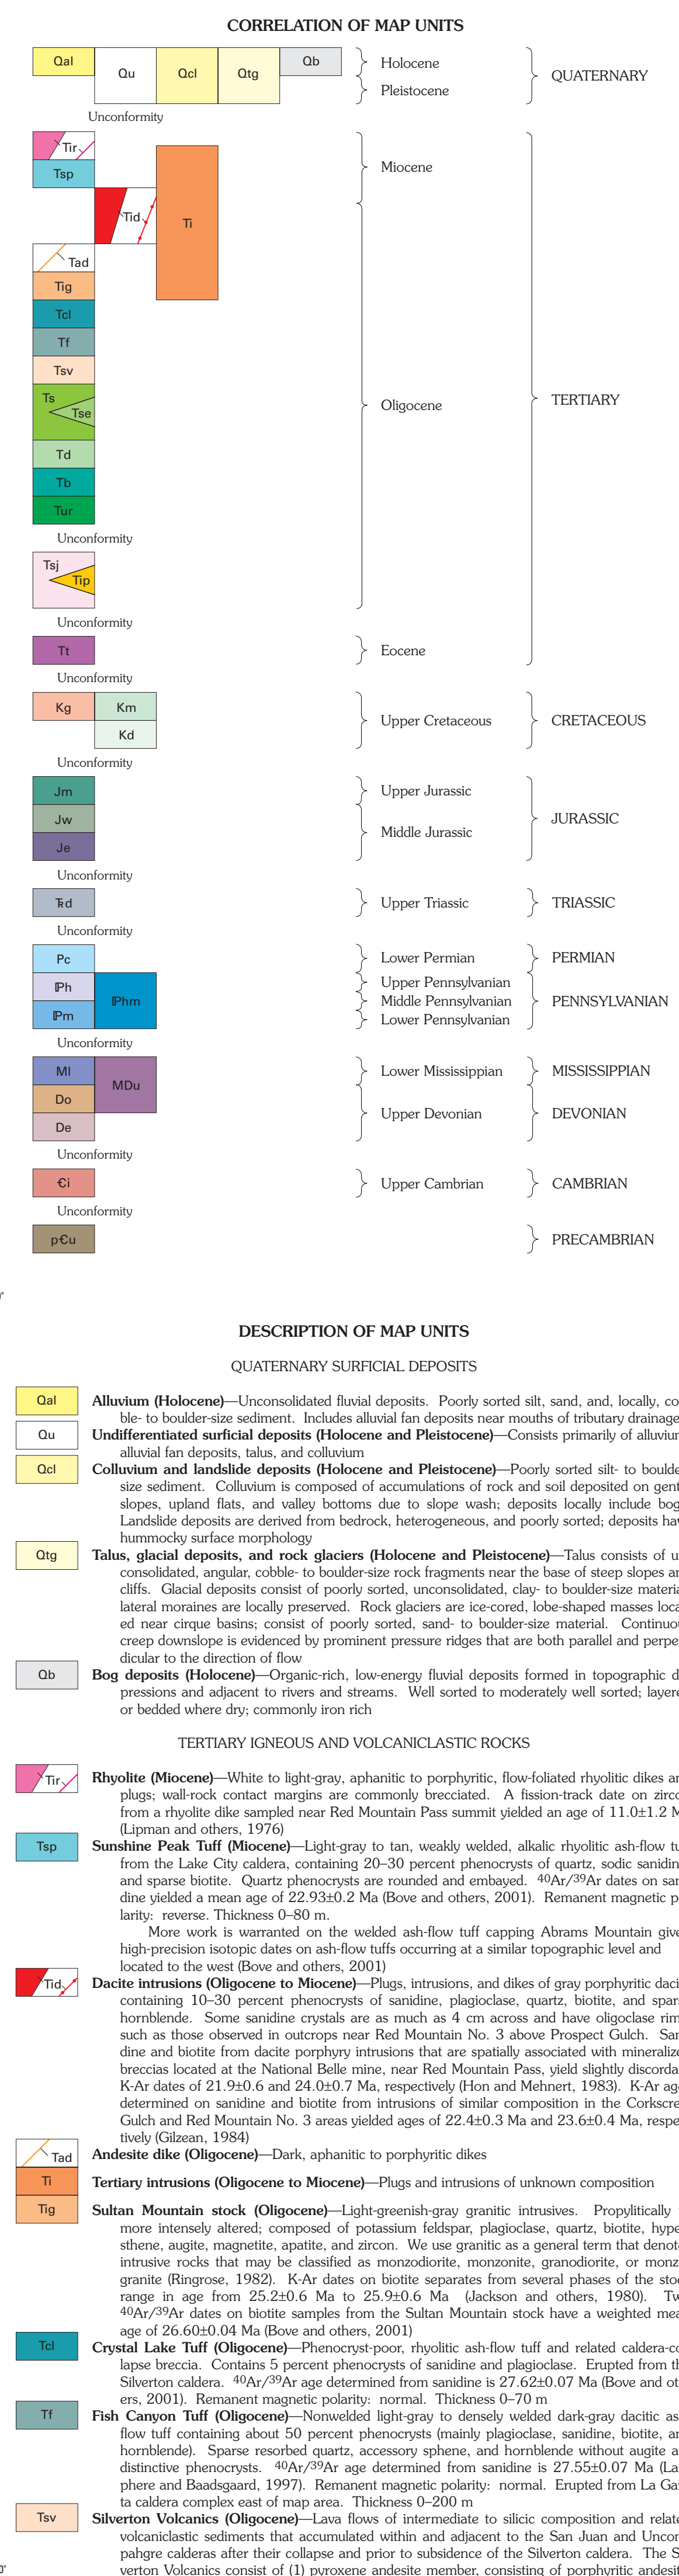 CORRELATION OF MAP UNITS
Qal
Qu
Qcl
Qtg
Qb
Holocene
Pleistocene
QUATERNARY
Unconformity
Tir
Tsp
Tid
Ti
Miocene
Tad
Tig
Tcl
Tf
Tsv
Ts
Tse
Td
Tb
Tur
Oligocene
TERTIARY
Unconformity
Tsj
Tip
Unconformity
Tt
Eocene
Unconformity
Kg
Km
Kd
Upper Cretaceous
CRETACEOUS
Unconformity
Jm
Jw
Je
Upper Jurassic
Middle Jurassic
JURASSIC
Unconformity
Ꞧd
Upper Triassic
TRIASSIC
Unconformity
Pc
ℙh
ℙm
ℙhm
Lower Permian
PERMIAN
Upper Pennsylvanian
Middle Pennsylvanian
Lower Pennsylvanian
PENNSYLVANIAN
Unconformity
Ml
Do
De
MDu
Lower Mississippian
MISSISSIPPIAN
Upper Devonian
DEVONIAN
Unconformity
Єi
Upper Cambrian
CAMBRIAN
Unconformity
pЄu
PRECAMBRIAN
DESCRIPTION OF MAP UNITS
QUATERNARY SURFICIAL DEPOSITS
Qal Alluvium (Holocene)—Unconsolidated fluvial deposits. Poorly sorted silt, sand, and, locally, co
ble- to boulder-size sediment. Includes alluvial fan deposits near mouths of tributary drainage
Qu Undifferentiated surficial deposits (Holocene and Pleistocene)—Consists primarily of alluviu
alluvial fan deposits, talus, and colluvium
Qcl Colluvium and landslide deposits (Holocene and Pleistocene)—Poorly sorted silt- to boulde
size sediment. Colluvium is composed of accumulations of rock and soil deposited on gent
slopes, upland flats, and valley bottoms due to slope wash; deposits locally include bog
Landslide deposits are derived from bedrock, heterogeneous, and poorly sorted; deposits hav
hummocky surface morphology
Qtg Talus, glacial deposits, and rock glaciers (Holocene and Pleistocene)—Talus consists of u
consolidated, angular, cobble- to boulder-size rock fragments near the base of steep slopes an
cliffs. Glacial deposits consist of poorly sorted, unconsolidated, clay- to boulder-size materia
lateral moraines are locally preserved. Rock glaciers are ice-cored, lobe-shaped masses loca
ed near cirque basins; consist of poorly sorted, sand- to boulder-size material. Continuou
creep downslope is evidenced by prominent pressure ridges that are both parallel and perpe
dicular to the direction of flow
Qb Bog deposits (Holocene)—Organic-rich, low-energy fluvial deposits formed in topographic d
pressions and adjacent to rivers and streams. Well sorted to moderately well sorted; layere
or bedded where dry; commonly iron rich
TERTIARY IGNEOUS AND VOLCANICLASTIC ROCKS
Tir Rhyolite (Miocene)—White to light-gray, aphanitic to porphyritic, flow-foliated rhyolitic dikes an
plugs; wall-rock contact margins are commonly brecciated. A fission-track date on zirco
from a rhyolite dike sampled near Red Mountain Pass summit yielded an age of 11.0±1.2 M
(Lipman and others, 1976)
Tsp Sunshine Peak Tuff (Miocene)—Light-gray to tan, weakly welded, alkalic rhyolitic ash-flow tu
from the Lake City caldera, containing 20–30 percent phenocrysts of quartz, sodic sanidin
and sparse biotite. Quartz phenocrysts are rounded and embayed. ⁴⁰Ar/³⁹Ar dates on san
dine yielded a mean age of 22.93±0.2 Ma (Bove and others, 2001). Remanent magnetic p
larity: reverse. Thickness 0–80 m.
More work is warranted on the welded ash-flow tuff capping Abrams Mountain give
high-precision isotopic dates on ash-flow tuffs occurring at a similar topographic level and
located to the west (Bove and others, 2001)
Tid Dacite intrusions (Oligocene to Miocene)—Plugs, intrusions, and dikes of gray porphyritic daci
containing 10–30 percent phenocrysts of sanidine, plagioclase, quartz, biotite, and spars
hornblende. Some sanidine crystals are as much as 4 cm across and have oligoclase rim
such as those observed in outcrops near Red Mountain No. 3 above Prospect Gulch. San
dine and biotite from dacite porphyry intrusions that are spatially associated with mineralize
breccias located at the National Belle mine, near Red Mountain Pass, yield slightly discorda
K-Ar dates of 21.9±0.6 and 24.0±0.7 Ma, respectively (Hon and Mehnert, 1983). K-Ar age
determined on sanidine and biotite from intrusions of similar composition in the Corkscre
Gulch and Red Mountain No. 3 areas yielded ages of 22.4±0.3 Ma and 23.6±0.4 Ma, respe
tively (Gilzean, 1984)
Tad Andesite dike (Oligocene)—Dark, aphanitic to porphyritic dikes
Ti Tertiary intrusions (Oligocene to Miocene)—Plugs and intrusions of unknown composition
Tig Sultan Mountain stock (Oligocene)—Light-greenish-gray granitic intrusives. Propylitically
more intensely altered; composed of potassium feldspar, plagioclase, quartz, biotite, hype
sthene, augite, magnetite, apatite, and zircon. We use granitic as a general term that denote
intrusive rocks that may be classified as monzodiorite, monzonite, granodiorite, or monz
granite (Ringrose, 1982). K-Ar dates on biotite separates from several phases of the stoc
range in age from 25.2±0.6 Ma to 25.9±0.6 Ma (Jackson and others, 1980). Tw
⁴⁰Ar/³⁹Ar dates on biotite samples from the Sultan Mountain stock have a weighted mea
age of 26.60±0.04 Ma (Bove and others, 2001)
Tcl Crystal Lake Tuff (Oligocene)—Phenocryst-poor, rhyolitic ash-flow tuff and related caldera-co
lapse breccia. Contains 5 percent phenocrysts of sanidine and plagioclase. Erupted from th
Silverton caldera. ⁴⁰Ar/³⁹Ar age determined from sanidine is 27.62±0.07 Ma (Bove and ot
ers, 2001). Remanent magnetic polarity: normal. Thickness 0–70 m
Tf Fish Canyon Tuff (Oligocene)—Nonwelded light-gray to densely welded dark-gray dacitic as
flow tuff containing about 50 percent phenocrysts (mainly plagioclase, sanidine, biotite, an
hornblende). Sparse resorbed quartz, accessory sphene, and hornblende without augite a
distinctive phenocrysts. ⁴⁰Ar/³⁹Ar age determined from sanidine is 27.55±0.07 Ma (La
phere and Baadsgaard, 1997). Remanent magnetic polarity: normal. Erupted from La Gar
ta caldera complex east of map area. Thickness 0–200 m
Tsv Silverton Volcanics (Oligocene)—Lava flows of intermediate to silicic composition and relate
volcaniclastic sediments that accumulated within and adjacent to the San Juan and Uncom
pahgre calderas after their collapse and prior to subsidence of the Silverton caldera. The S
verton Volcanics consist of (1) pyroxene andesite member, consisting of porphyritic andesit